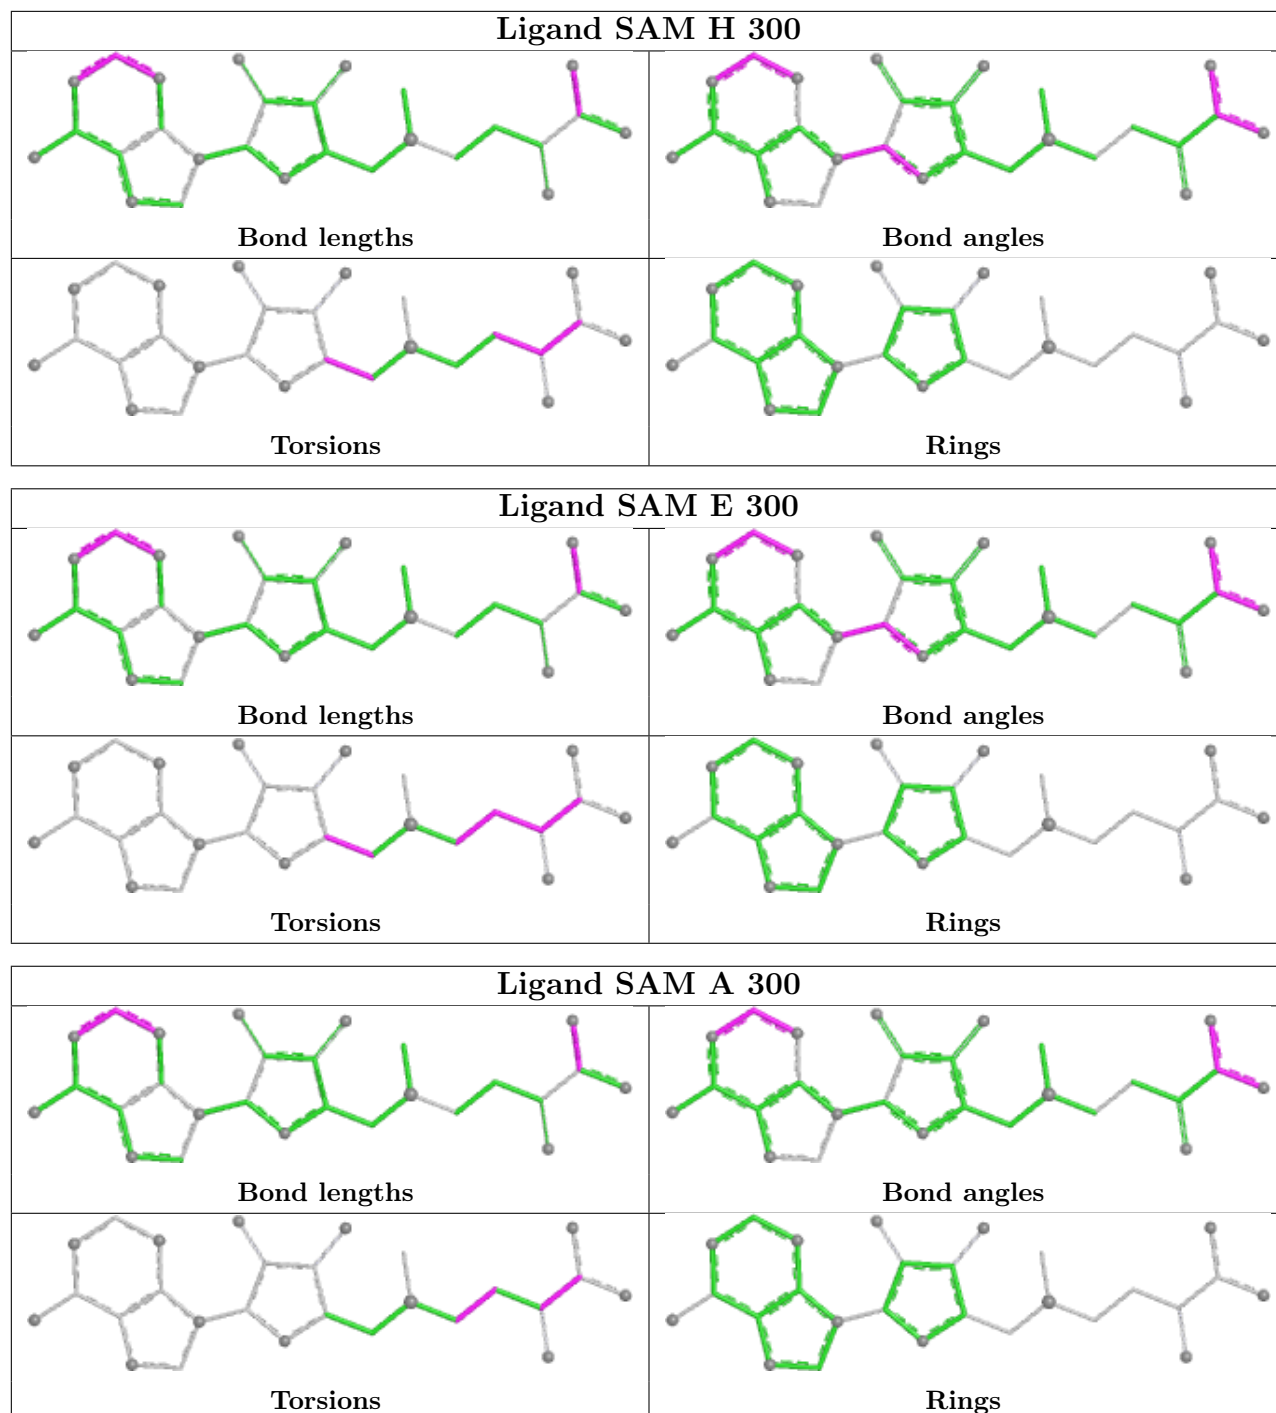 Ligand SAM H 300
Bond lengths
Bond angles
Torsions
Rings
Ligand SAM E 300
Bond lengths
Bond angles
Torsions
Rings
Ligand SAM A 300
Bond lengths
Bond angles
Torsions
Rings